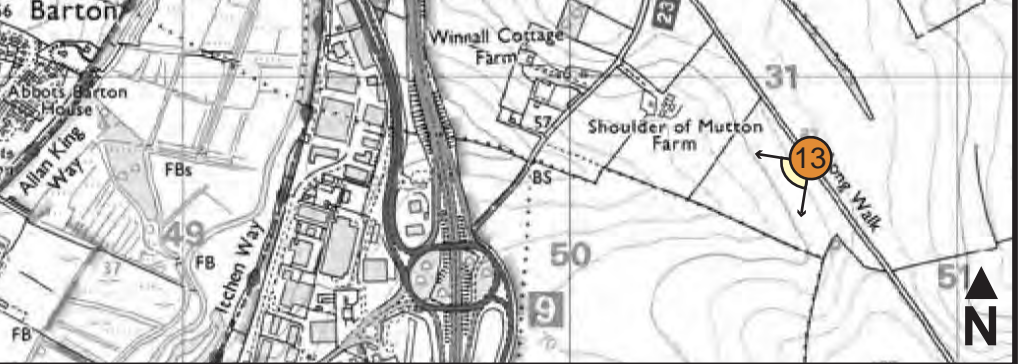 Barton
Winnall Cottage
Farm
23
31
Abbots Barton
House
57
Shoulder of Mutton
Farm
13
Long Walk
Allan King
Way
FBs
BS
49
FB
Itchen Way
50
51
37
9
FB
N